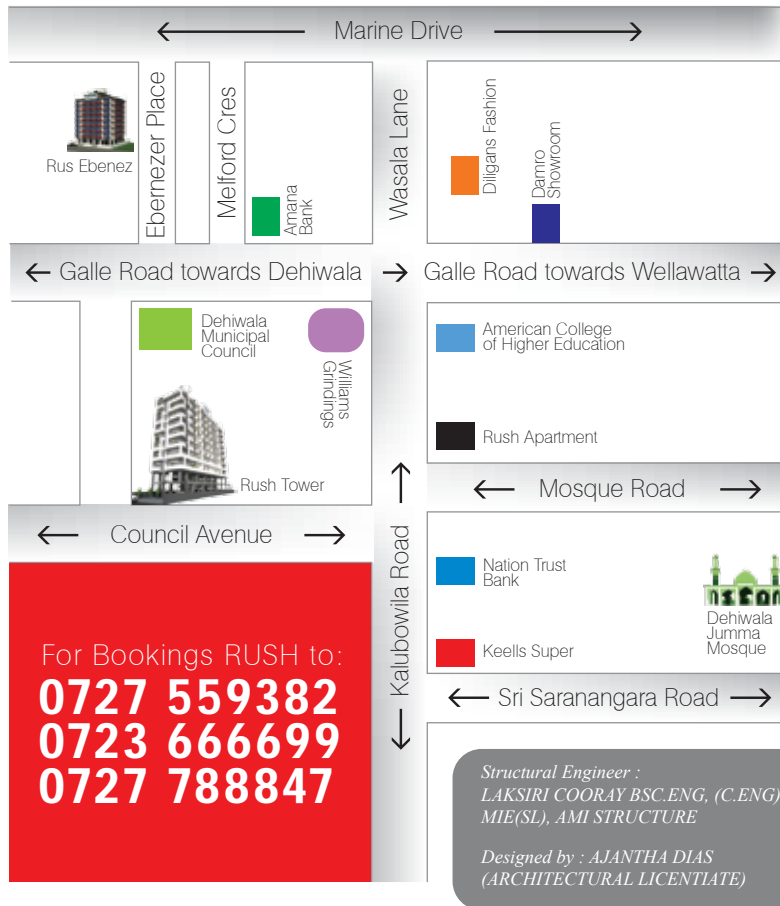 Marine Drive
Rus Ebenez
Ebernezer Place
Melford Cres
Amana
Bank
Wasala Lane
Diligans Fashion
Damro
Showroom
Galle Road towards Dehiwala
Galle Road towards Wellawatta
Dehiwala
Municipal
Council
Williams
Grindings
Rush Tower
American College
of Higher Education
Rush Apartment
Mosque Road
Council Avenue
Kalubowila Road
Nation Trust
Bank
Keells Super
Dehiwala
Jumma
Mosque
Sri Saranangara Road
For Bookings RUSH to:
0727 559382
0723 666699
0727 788847
Structural Engineer :
LAKSIRI COORAY BSC.ENG, (C.ENG)
MIE(SL), AMI STRUCTURE
Designed by : AJANTHA DIAS
(ARCHITECTURAL LICENTIATE)